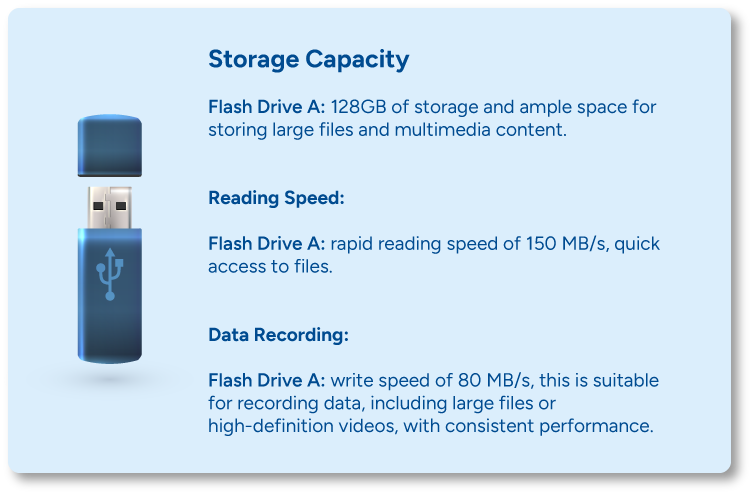 Storage Capacity
Flash Drive A: 128GB of storage and ample space for
storing large files and multimedia content.
Reading Speed:
Flash Drive A: rapid reading speed of 150 MB/s, quick
access to files.
Data Recording:
Flash Drive A: write speed of 80 MB/s, this is suitable
for recording data, including large files or
high-definition videos, with consistent performance.